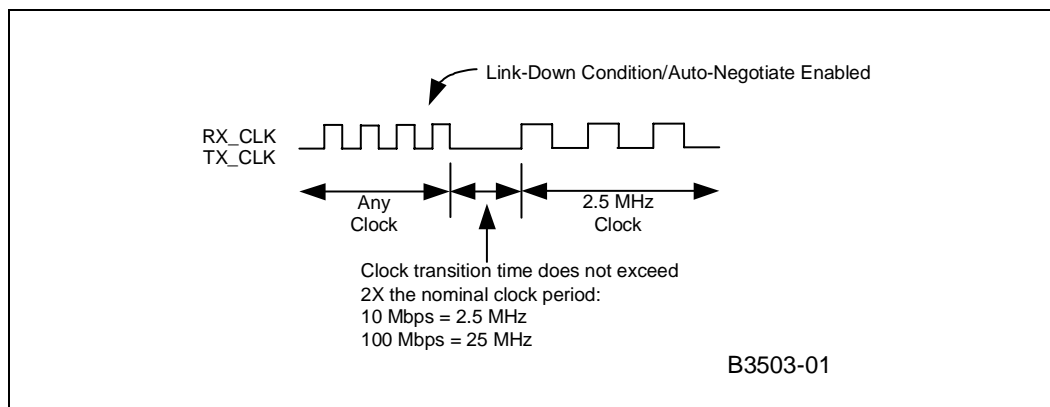 Link-Down Condition/Auto-Negotiate Enabled
RX_CLK
TX_CLK
Any
Clock
2.5 MHz
Clock
Clock transition time does not exceed
2X the nominal clock period:
10 Mbps = 2.5 MHz
100 Mbps = 25 MHz
B3503-01